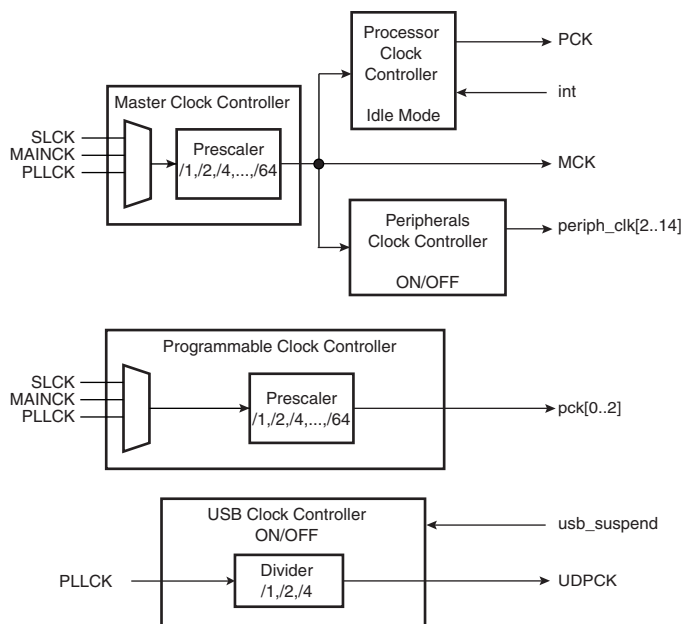 Processor
Clock
Controller
Idle Mode
PCK
int
Master Clock Controller
SLCK
MAINCK
PLLCK
Prescaler
/1,/2,/4,...,/64
MCK
Peripherals
Clock Controller
ON/OFF
periph_clk[2..14]
Programmable Clock Controller
SLCK
MAINCK
PLLCK
Prescaler
/1,/2,/4,...,/64
pck[0..2]
USB Clock Controller
ON/OFF
usb_suspend
PLLCK
Divider
/1,/2,/4
UDPCK